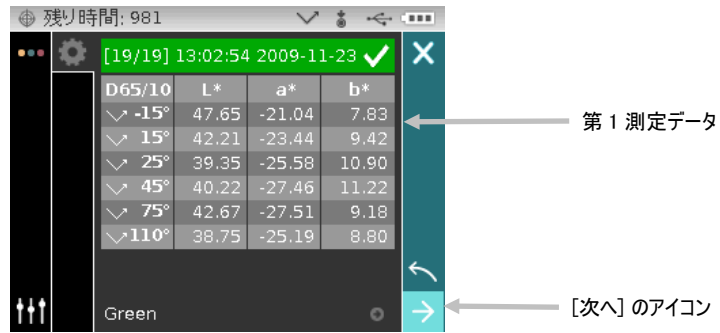 残り時間: 981
[19/19] 13:02:54 2009-11-23
D65/10 L* a* b*
-15° 47.65 -21.04 7.83
15° 42.21 -23.44 9.42
25° 39.35 -25.58 10.90
45° 40.22 -27.46 11.22
75° 42.67 -27.51 9.18
110° 38.75 -25.19 8.80
Green
第 1 測定データ
[次へ] のアイコン